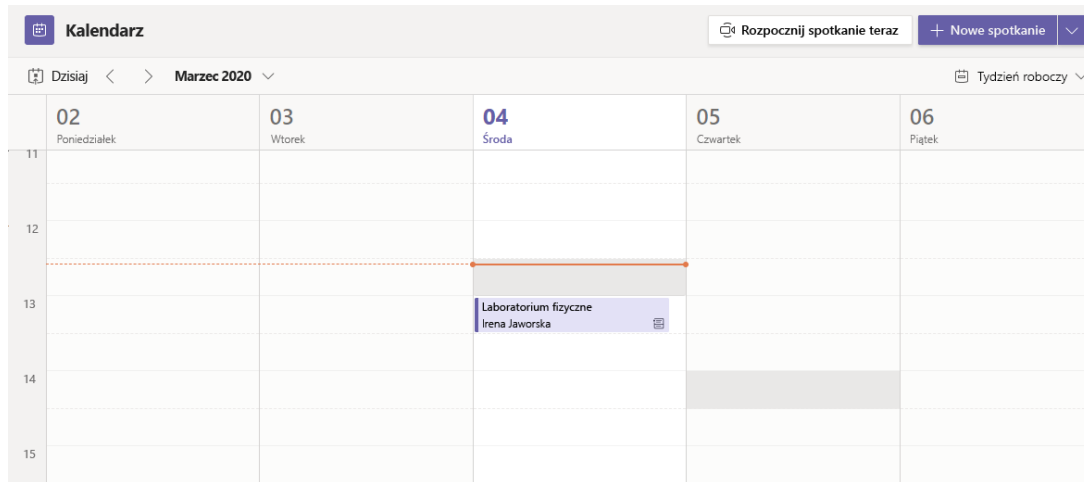 Kalendarz
Rozpocznij spotkanie teraz
Nowe spotkanie
Dzisiaj
Marzec 2020
Tydzień roboczy
02
Poniedziałek
03
Wtorek
04
Środa
05
Czwartek
06
Piątek
11
12
13
Laboratorium fizyczne
Irena Jaworska
14
15